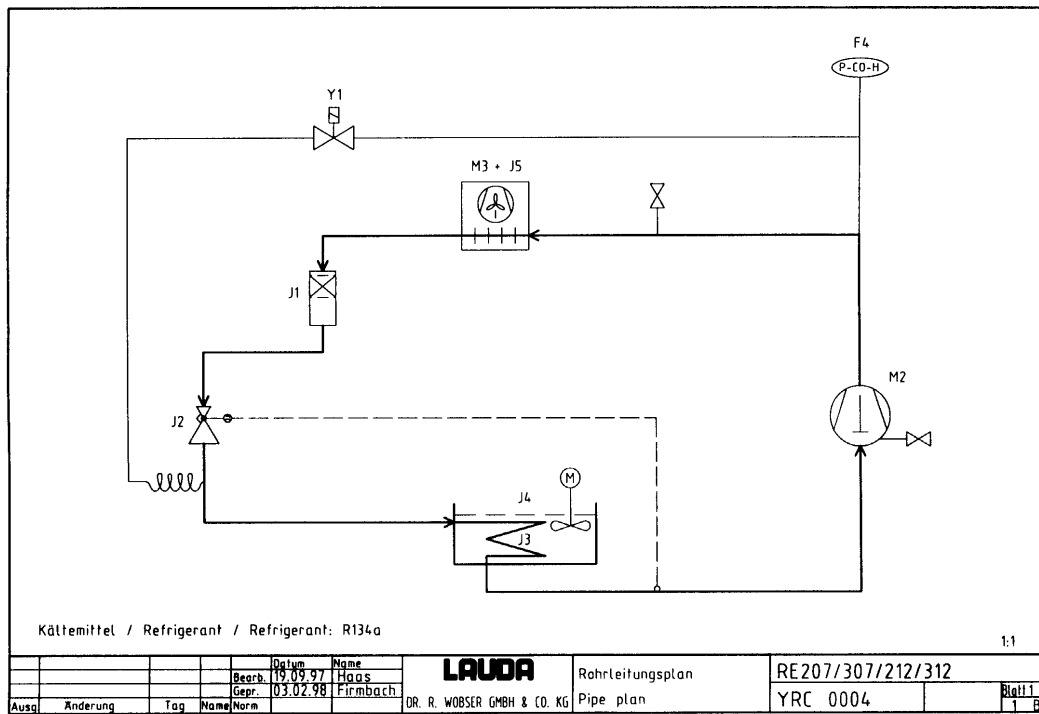 F4
P-CO-H
Y1
M3 + J5
J1
M2
J2
M
J4
J3
Kältemittel / Refrigerant / Refrigerant: R134a
1:1
Datum Name
Bearb. 19.09.97 Haas
Gepr. 03.02.98 Firmbach
Ausg Änderung Tag Name Norm
LAUDA
DR. R. WOBSER GMBH & CO. KG
Rohrleitungsplan
Pipe plan
RE207/307/212/312
YRC 0004
Blatt 1
1 B